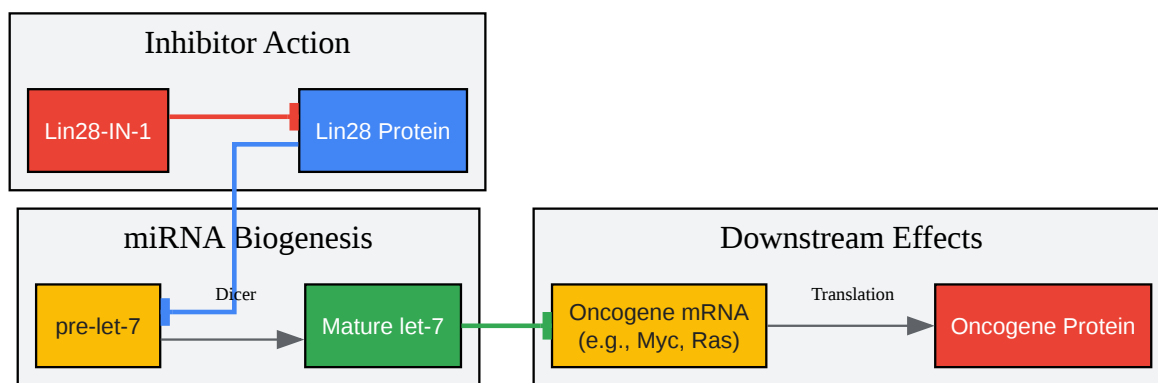 Inhibitor Action
Lin28-IN-1
Lin28 Protein
miRNA Biogenesis
Downstream Effects
Dicer
Translation
pre-let-7
Mature let-7
Oncogene mRNA
(e.g., Myc, Ras)
Oncogene Protein